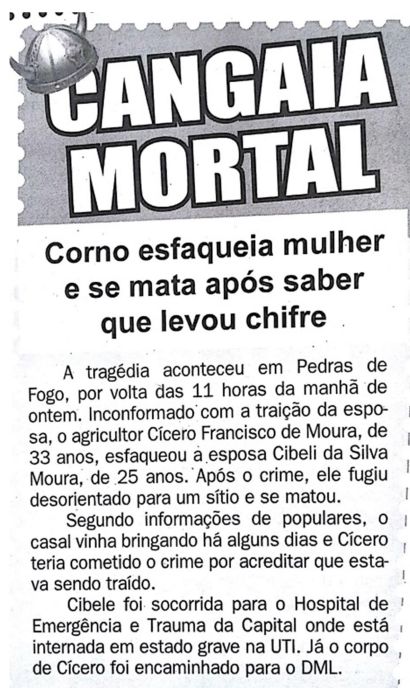 CANGAIA
MORTAL
Corno esfaqueia mulher
e se mata após saber
que levou chifre
A tragédia aconteceu em Pedras de
Fogo, por volta das 11 horas da manhã de
ontem. Inconformado com a traição da espo-
sa, o agricultor Cícero Francisco de Moura, de
33 anos, esfaqueou à esposa Cibeli da Silva
Moura, de 25 anos. Após o crime, ele fugiu
desorientado para um sítio e se matou.
Segundo informações de populares, o
casal vinha bringando há alguns dias e Cícero
teria cometido o crime por acreditar que esta-
va sendo traído.
Cibele foi socorrida para o Hospital de
Emergência e Trauma da Capital onde está
internada em estado grave na UTI. Já o corpo
de Cícero foi encaminhado para o DML.